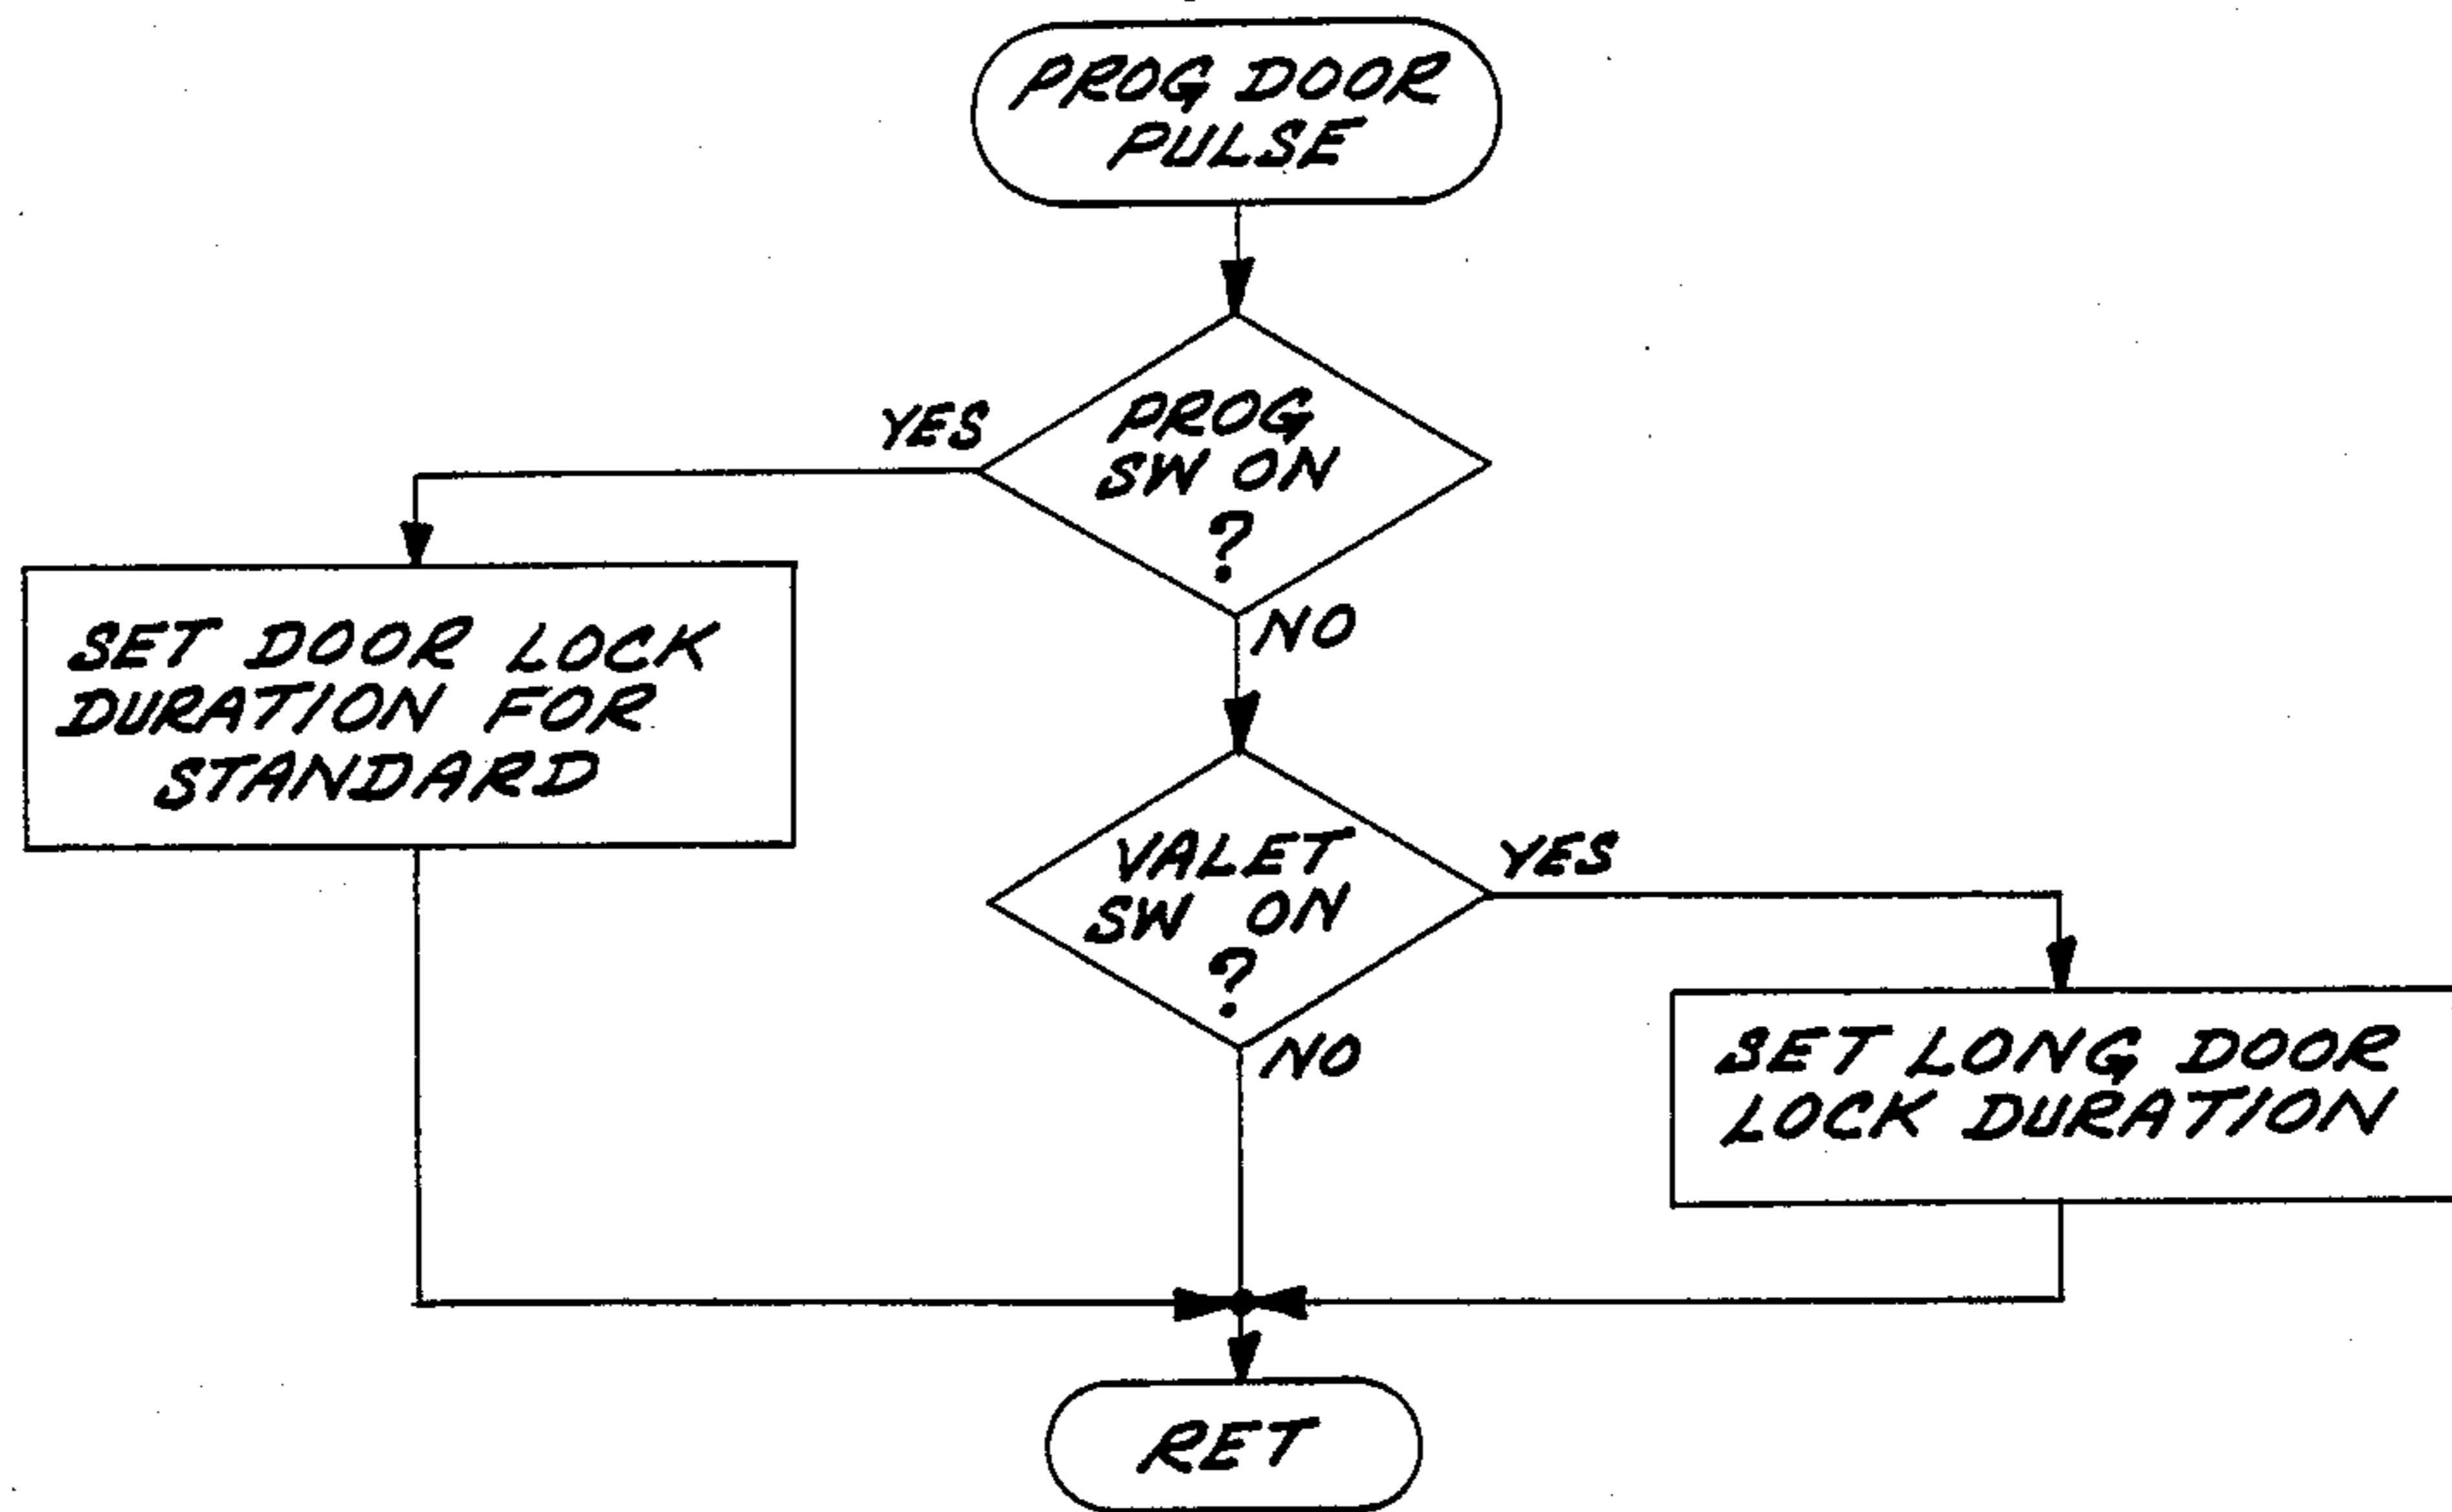 PROG DOOR
PULSE
YES
PROG
SW ON
?
NO
SET DOOR LOCK
DURATION FOR
STANDARD
VALET
SW ON
?
YES
NO
SET LONG DOOR
LOCK DURATION
RET